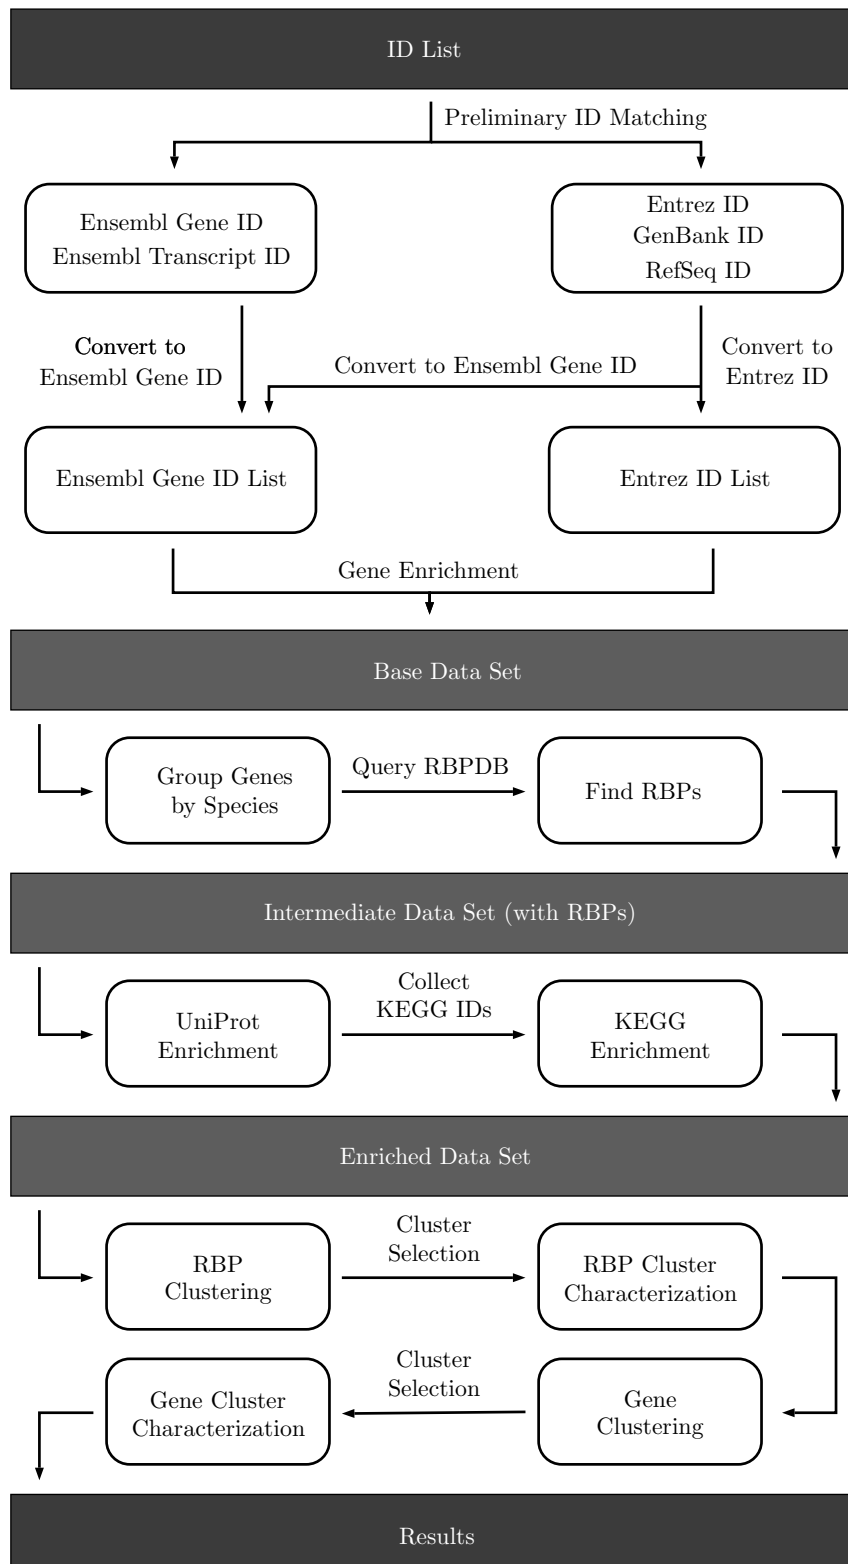 ID List
Preliminary ID Matching
Ensembl Gene ID
Ensembl Transcript ID
Entrez ID
GenBank ID
RefSeq ID
Convert to
Ensembl Gene ID
Convert to Ensembl Gene ID
Convert to
Entrez ID
Ensembl Gene ID List
Entrez ID List
Gene Enrichment
Base Data Set
Group Genes
by Species
Query RBPDB
Find RBPs
Intermediate Data Set (with RBPs)
UniProt
Enrichment
Collect
KEGG IDs
KEGG
Enrichment
Enriched Data Set
RBP
Clustering
Cluster
Selection
RBP Cluster
Characterization
Gene Cluster
Characterization
Cluster
Selection
Gene
Clustering
Results